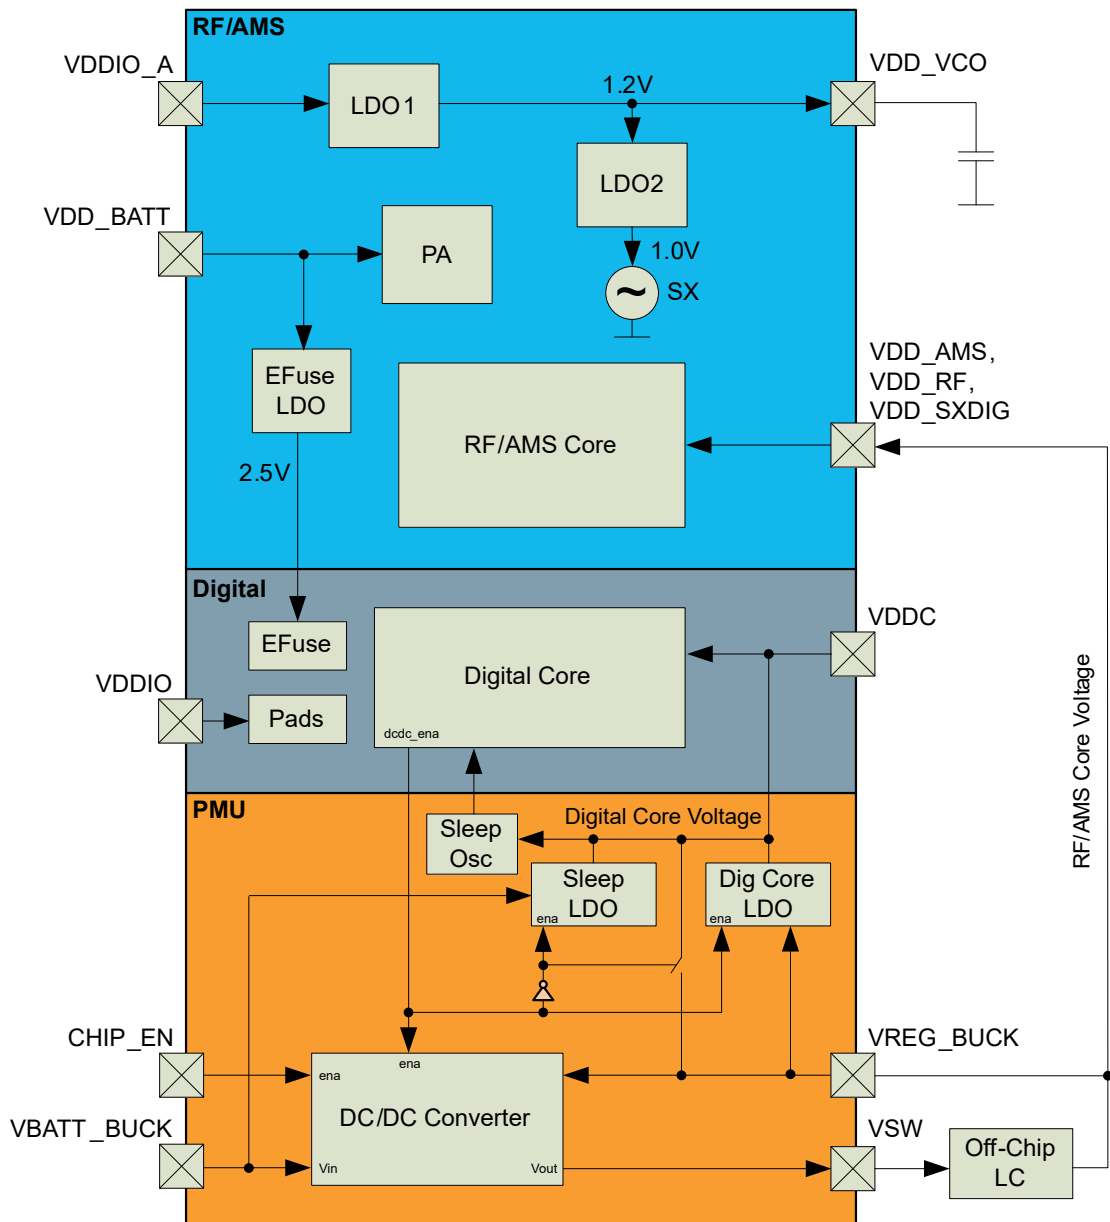 RF/AMS
VDDIO_A
LDO1
1.2V
VDD_VCO
LDO2
VDD_BATT
PA
1.0V
SX
EFuse
LDO
VDD_AMS,
VDD_RF,
VDD_SXDIG
RF/AMS Core
2.5V
Digital
EFuse
VDDC
Digital Core
VDDIO
Pads
dcdc_ena
RF/AMS Core Voltage
PMU
Digital Core Voltage
Sleep
Osc
Sleep
LDO
ena
Dig Core
LDO
ena
CHIP_EN
ena
ena
VREG_BUCK
DC/DC Converter
VBATT_BUCK
Vin
Vout
VSW
Off-Chip
LC